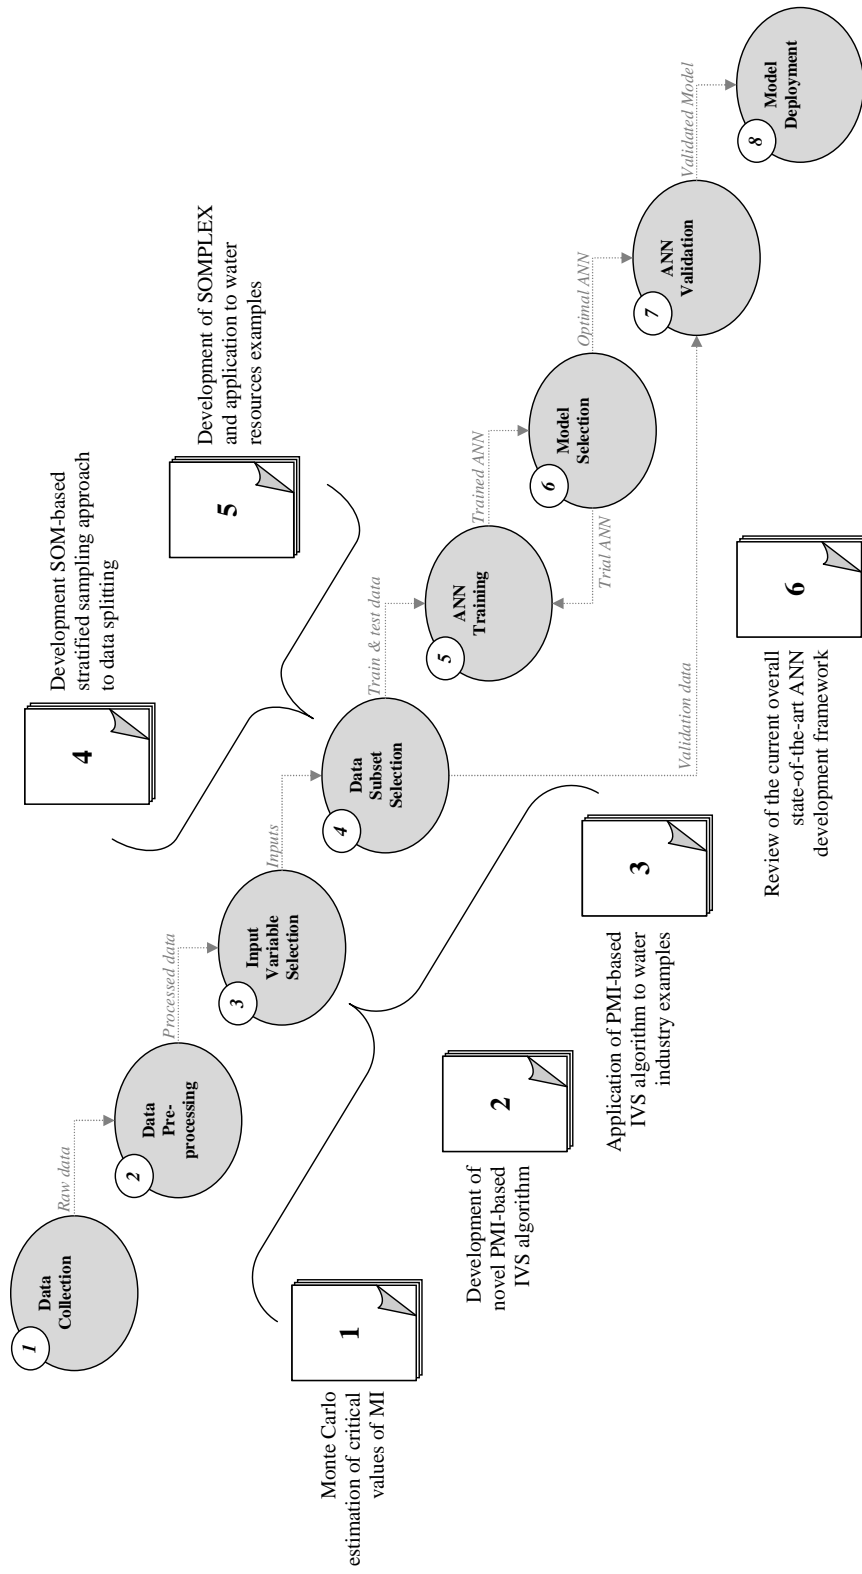 1
Data
Collection
Raw data
2
Data
Pre-
processing
Processed data
3
Input
Variable
Selection
Inputs
4
Data
Subset
Selection
Train & test data
Validation data
5
ANN
Training
Trained ANN
Trial ANN
6
Model
Selection
Optimal ANN
7
ANN
Validation
Validated Model
8
Model
Deployment
4
Development SOM-based
stratified sampling approach
to data splitting
5
Development of SOMPLEX
and application to water
resources examples
Monte Carlo
estimation of critical
values of MI
1
Development of
novel PMI-based
IVS algorithm
2
Application of PMI-based
IVS algorithm to water
industry examples
3
Review of the current overall
state-of-the-art ANN
development framework
6